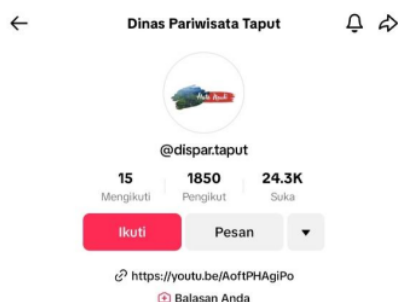 Dinas Pariwisata Taput
@dispar.taput
15 1850 24.3K
Mengikuti Pengikut Suka
Ikuti Pesan
https://youtu.be/AoftPHAgiPo
Balasan Anda